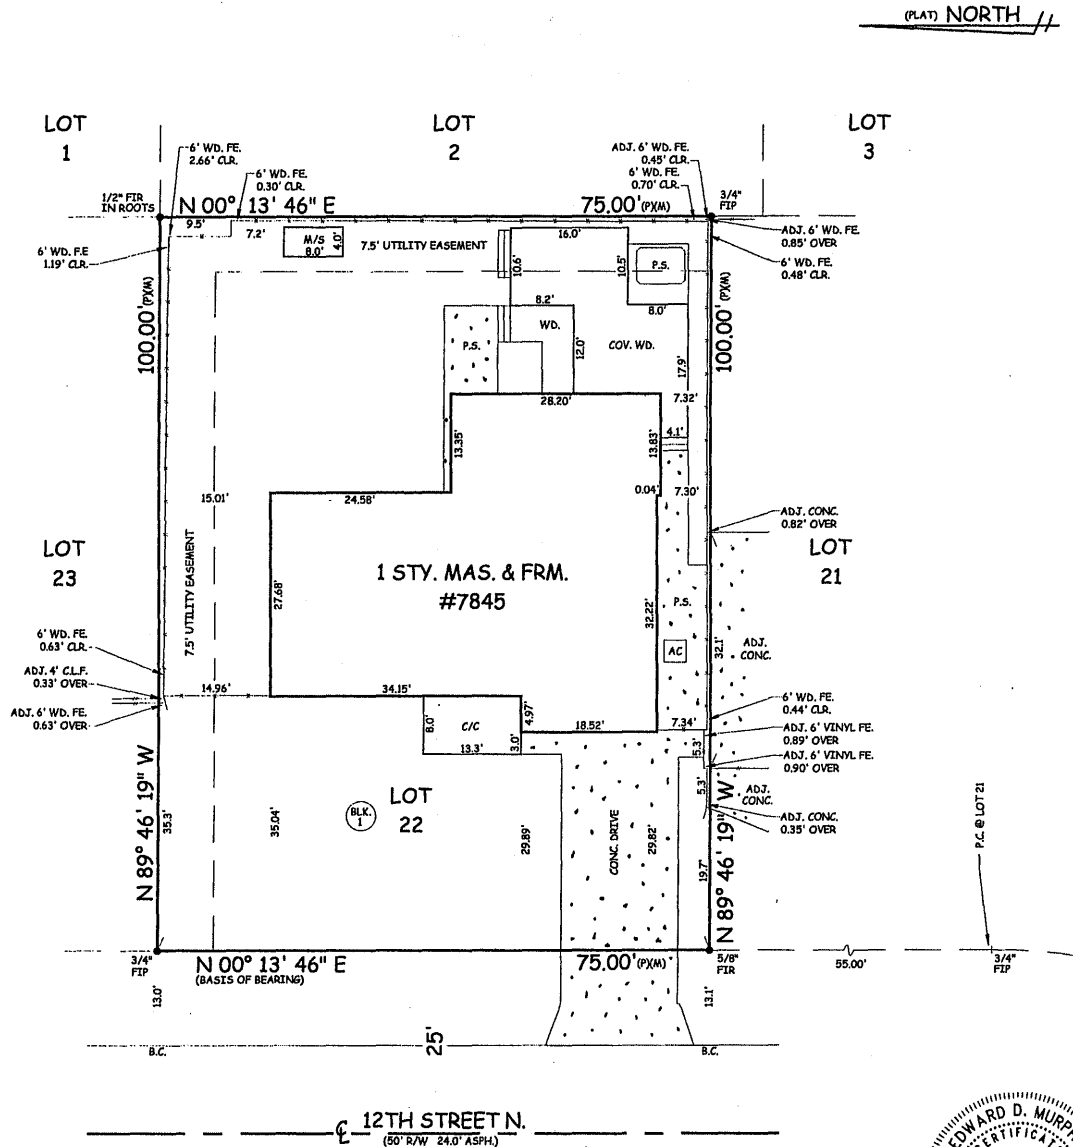 (PLAT) NORTH
LOT
1
LOT
2
LOT
3
6' WD. FE.
2.66' CLR.
6' WD. FE.
0.30' CLR.
ADJ. 6' WD. FE.
0.45' CLR.
6' WD. FE.
0.70' CLR.
1/2" FIR
IN ROOTS
N 00° 13' 46" E
75.00' (P)(M)
3/4"
FIP
9.5'
7.2'
M/S
8.0'
4.0'
7.5' UTILITY EASEMENT
16.0'
ADJ. 6' WD. FE.
0.85' OVER
6' WD. F.E
1.19' CLR.
10.6'
10.5'
P.S.
6' WD. FE.
0.48' CLR.
100.00' (P)(M)
8.2'
8.0'
100.00' (P)(M)
P.S.
WD.
12.0'
COV. WD.
17.9'
28.20'
7.32'
13.35'
13.83'
4.1'
15.01'
24.58'
0.04'
7.30'
ADJ. CONC.
0.82' OVER
LOT
23
LOT
21
7.5' UTILITY EASEMENT
27.68'
1 STY. MAS. & FRM.
#7845
32.22'
P.S.
AC
32.1'
ADJ.
CONC.
6' WD. FE.
0.63' CLR.
ADJ. 4' C.L.F.
0.33' OVER
ADJ. 6' WD. FE.
0.63' OVER
14.96'
34.15'
6' WD. FE.
0.44' CLR.
8.0'
C/C
13.3'
4.97'
3.0'
18.52'
7.34'
5.3'
ADJ. 6' VINYL FE.
0.89' OVER
ADJ. 6' VINYL FE.
0.90' OVER
N 89° 46' 19" W
35.3'
35.04'
BLK.
1
LOT
22
29.89'
CONC. DRIVE
29.82'
5.3'
19.7'
N 89° 46' 19" W
ADJ.
CONC.
ADJ. CONC.
0.35' OVER
P.C. @ LOT 21
3/4"
FIP
N 00° 13' 46" E
(BASIS OF BEARING)
75.00' (P)(M)
5/8"
FIR
55.00'
3/4"
FIP
13.0'
13.1'
25'
B.C.
B.C.
12TH STREET N.
(50' R/W 24.0' ASPH.)
EDWARD D. MURPH
CERTIFICA